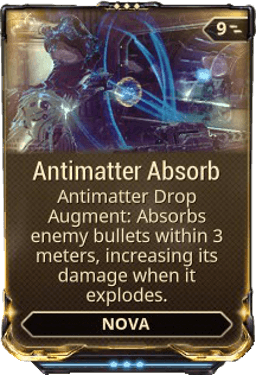 9
Antimatter Absorb
Antimatter Drop
Augment: Absorbs
enemy bullets within 3
meters, increasing its
damage when it
explodes.
NOVA